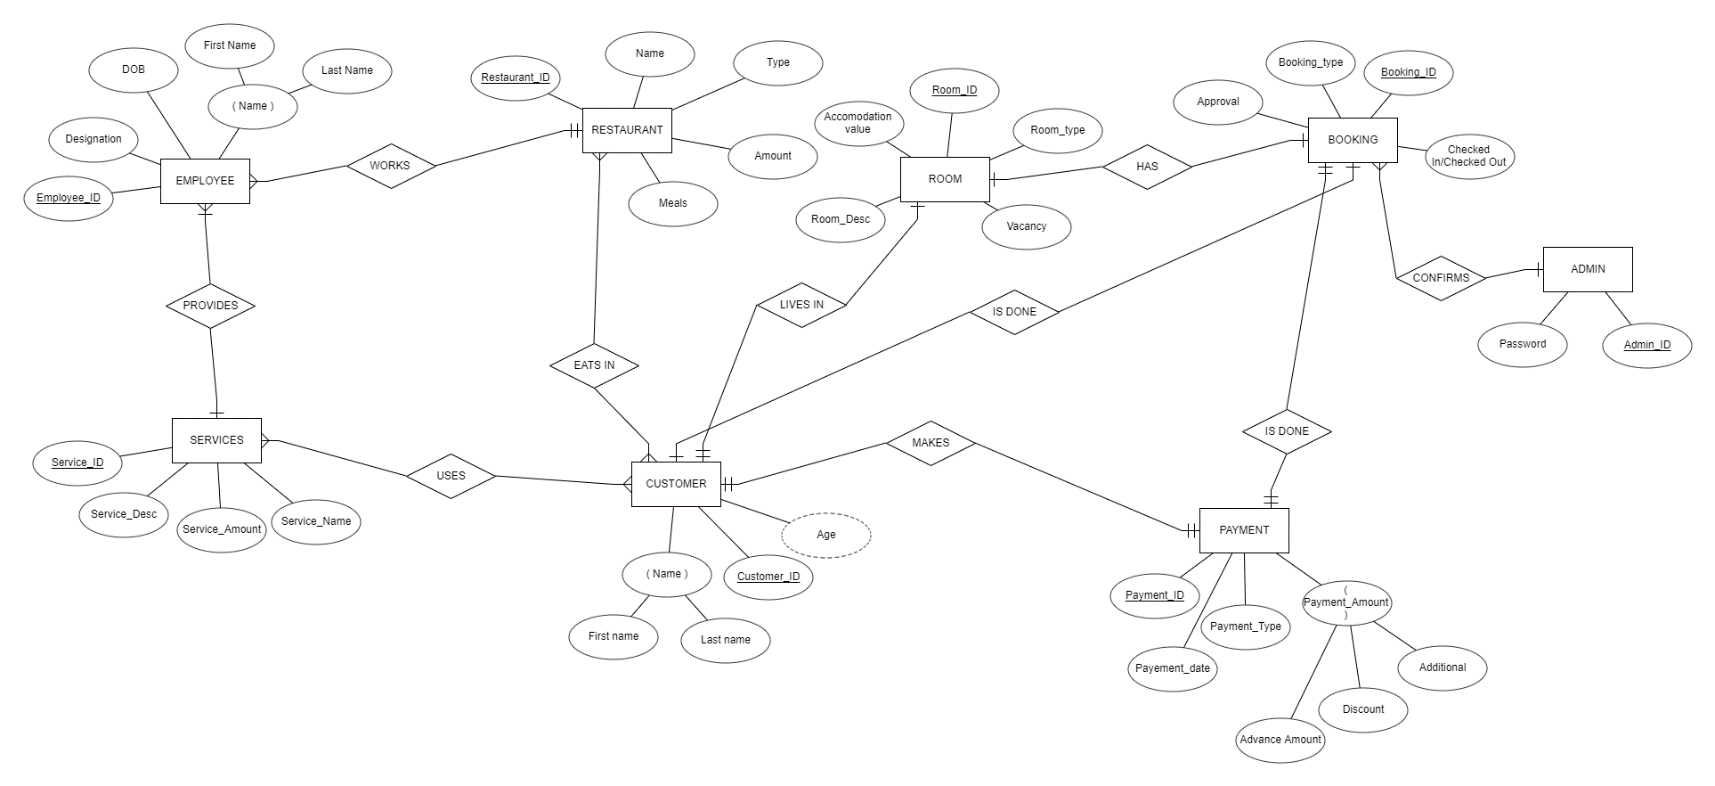 First Name
DOB
Last Name
( Name )
Designation
Employee_ID
EMPLOYEE
WORKS
Restaurant_ID
Name
Type
RESTAURANT
Amount
Meals
Room_ID
Accomodation
value
Room_type
ROOM
Room_Desc
Vacancy
HAS
Booking_type
Booking_ID
Approval
BOOKING
Checked
In/Checked Out
PROVIDES
LIVES IN
IS DONE
CONFIRMS
ADMIN
Password
Admin_ID
EATS IN
SERVICES
Service_ID
Service_Desc
Service_Amount
Service_Name
USES
MAKES
IS DONE
CUSTOMER
Age
( Name )
Customer_ID
First name
Last name
PAYMENT
Payment_ID
Payment_Type
Payement_date
(
Payment_Amount
)
Additional
Discount
Advance Amount